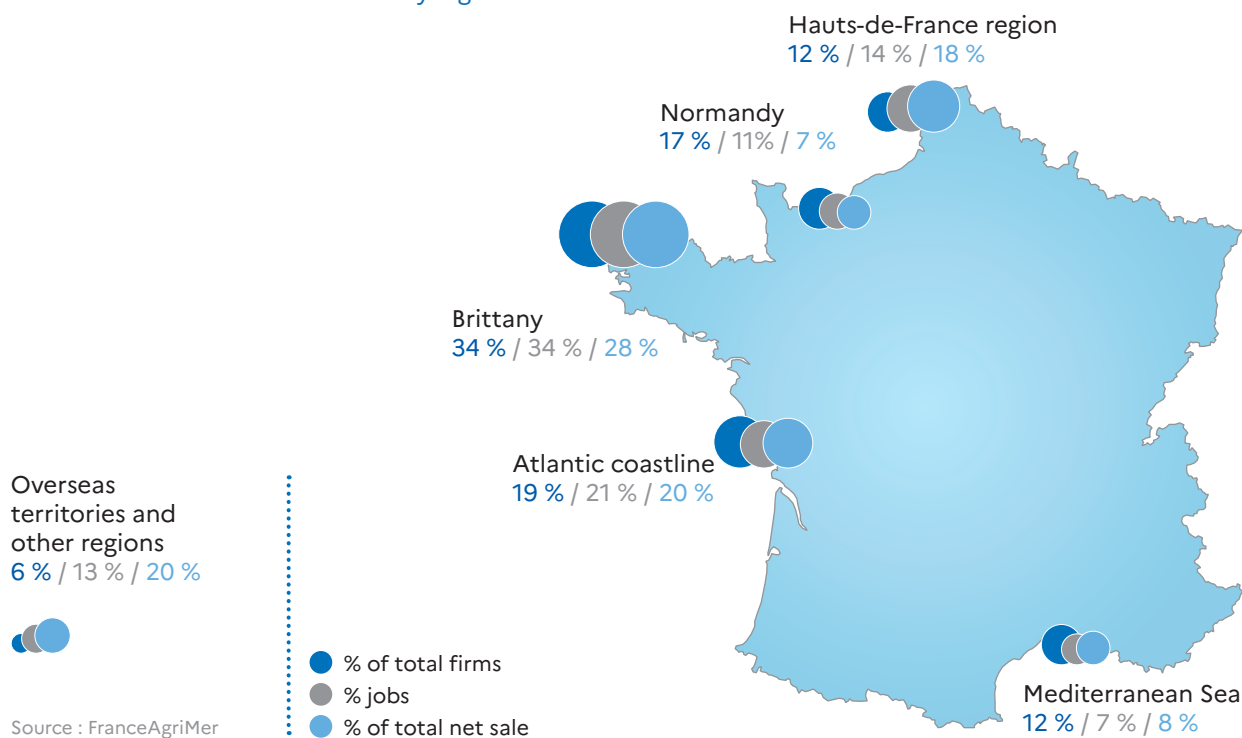 Hauts-de-France region
12 % / 14 % / 18 %
Normandy
17 % / 11% / 7 %
Brittany
34 % / 34 % / 28 %
Atlantic coastline
19 % / 21 % / 20 %
Overseas
territories and
other regions
6 % / 13 % / 20 %
% of total firms
% jobs
% of total net sale
Mediterranean Sea
12 % / 7 % / 8 %
Source : FranceAgriMer